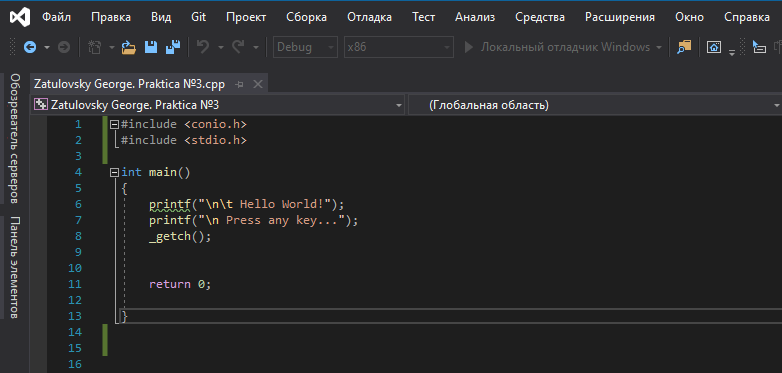 Файл Правка Вид Git Проект Сборка Отладка Тест Анализ Средства Расширения Окно Справка
Debug x86 Локальный отладчик Windows
Обозреватель серверов
Панель элементов
Zatulovsky George. Praktica №3.cpp
Zatulovsky George. Praktica №3 (Глобальная область)
1 #include <conio.h>
2 #include <stdio.h>
3
4 int main()
5 {
6 printf("\n\t Hello World!");
7 printf("\n Press any key...");
8 _getch();
9
10
11 return 0;
12
13 }
14
15
16